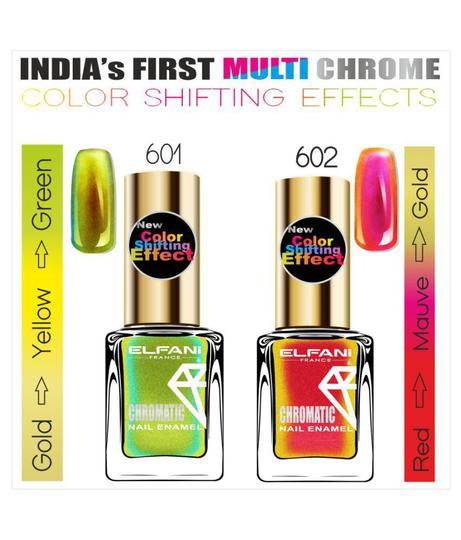 INDIA's FIRST MULTI CHROME
COLOR SHIFTING EFFECTS
601
602
Gold ⇨ Yellow ⇨ Green
New
Color
Shifting
Effect
ELFANI
FRANCE
CHROMATIC
NAIL ENAMEL
New
Color
Shifting
Effect
ELFANI
FRANCE
CHROMATIC
NAIL ENAMEL
Red ⇨ Mauve ⇨ Gold